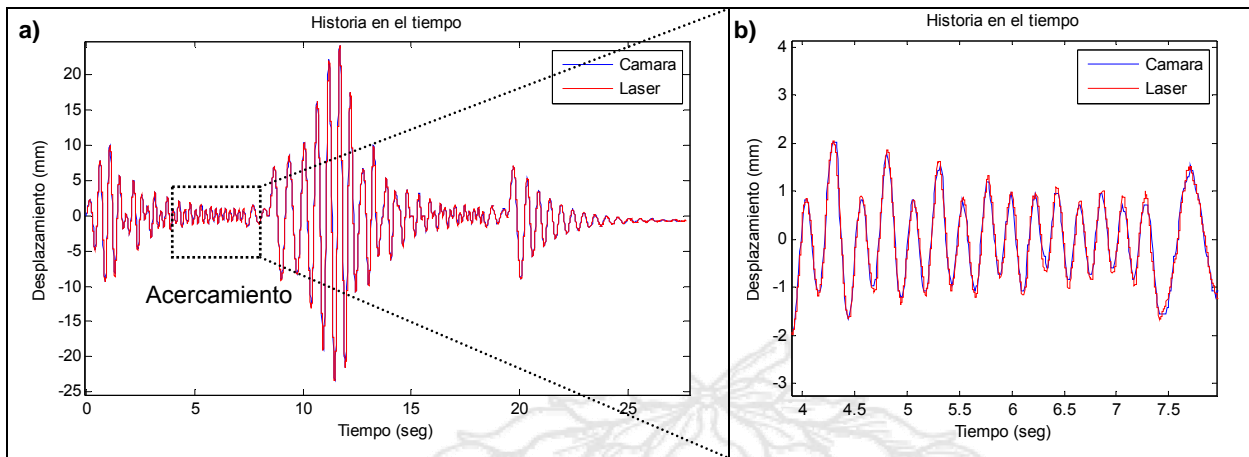 a)
Historia en el tiempo
Camara
Laser
20
15
10
5
0
-5
-10
-15
-20
-25
Desplazamiento (mm)
Acercamiento
0
5
10
15
20
25
Tiempo (seg)
b)
Historia en el tiempo
Camara
Laser
4
3
2
1
0
-1
-2
-3
Desplazamiento (mm)
4
4.5
5
5.5
6
6.5
7
7.5
Tiempo (seg)